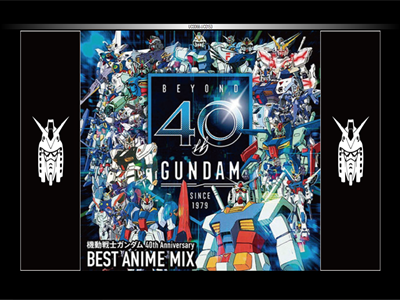 BEYOND
40th
GUNDAM
SINCE
1979
機動戦士ガンダム 40th Anniversary
BEST ANIME MIX